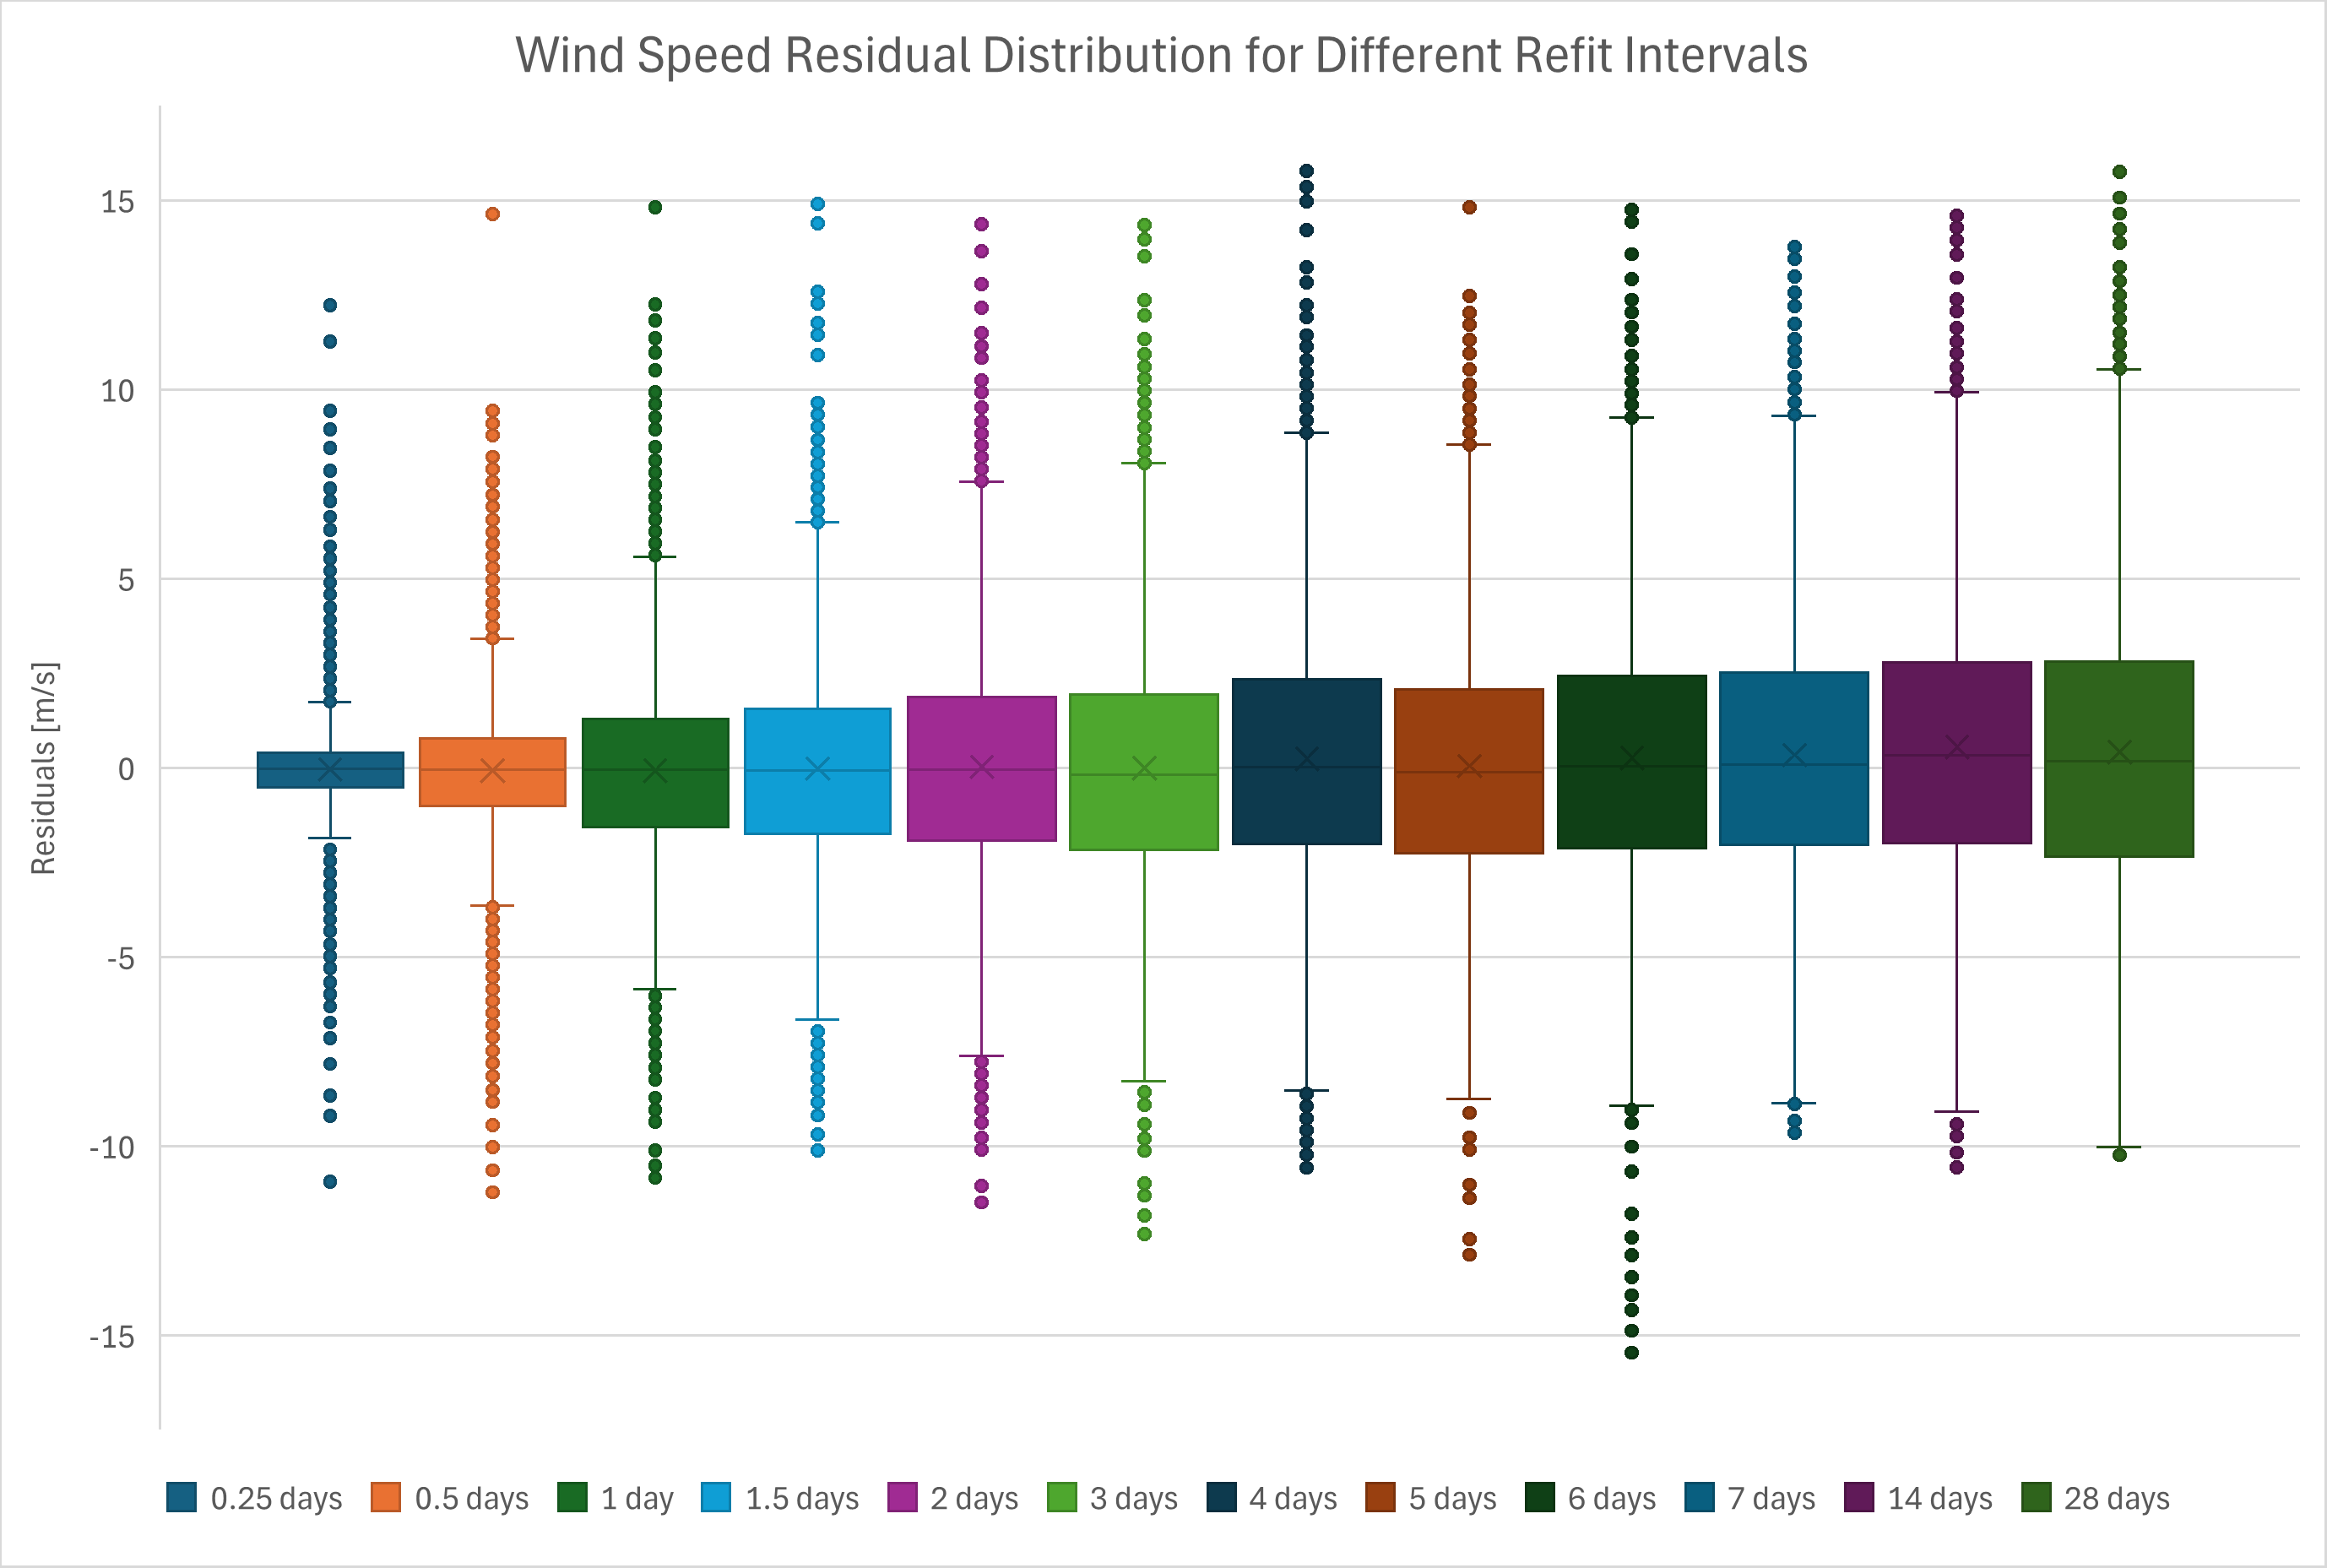 Wind Speed Residual Distribution for Different Refit Intervals
Residuals [m/s]
15
10
5
0
-5
-10
-15
0.25 days 0.5 days 1 day 1.5 days 2 days 3 days 4 days 5 days 6 days 7 days 14 days 28 days